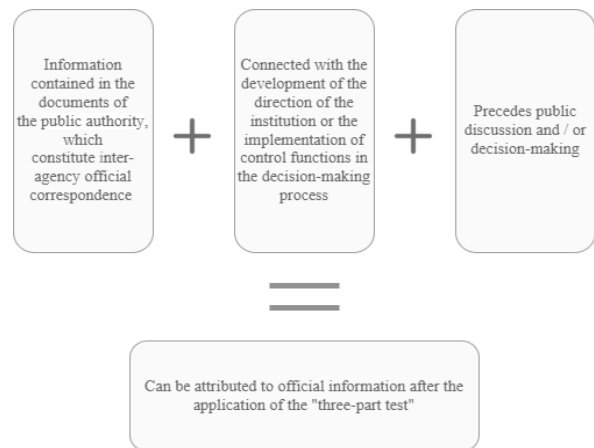 Information
contained in the
documents of
the public authority,
which
constitute inter-
agency official
correspondence
+
Connected with the
development of the
direction of the
institution or the
implementation of
control functions in
the decision-making
process
+
Precedes public
discussion and / or
decision-making
=
Can be attributed to official information after the
application of the "three-part test"